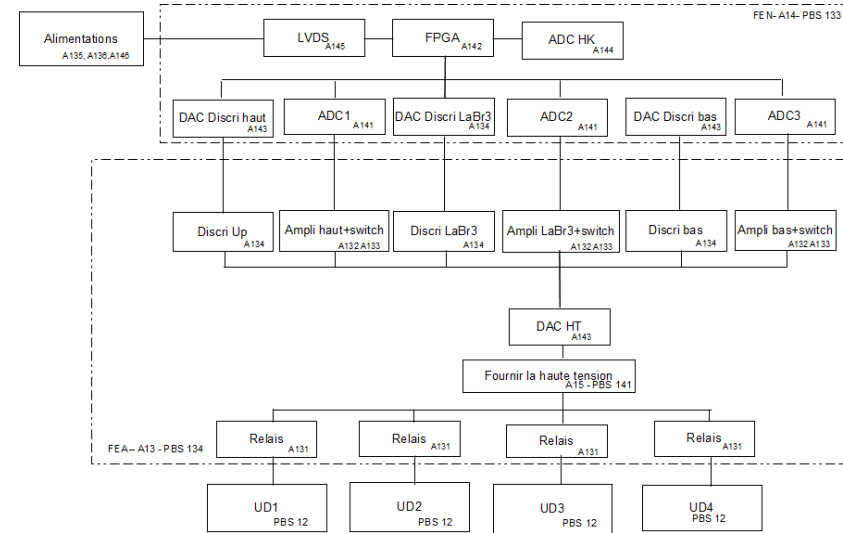 FEN- A14- PBS 133
Alimentations
A135, A136,A146
LVDS
A145
FPGA
A142
ADC HK
A144
DAC Discri haut
A143
ADC1
A141
DAC Discri LaBr3
A134
ADC2
A141
DAC Discri bas
A143
ADC3
A141
Discri Up
A134
Ampli haut+switch
A132 A133
Discri LaBr3
A134
Ampli LaBr3+switch
A132 A133
Discri bas
A134
Ampli bas+switch
A132 A133
DAC HT
A143
Fournir la haute tension
A15 - PBS 141
FEA– A13 - PBS 134
Relais
A131
Relais
A131
Relais
A131
Relais
A131
UD1
PBS 12
UD2
PBS 12
UD3
PBS 12
UD4
PBS 12